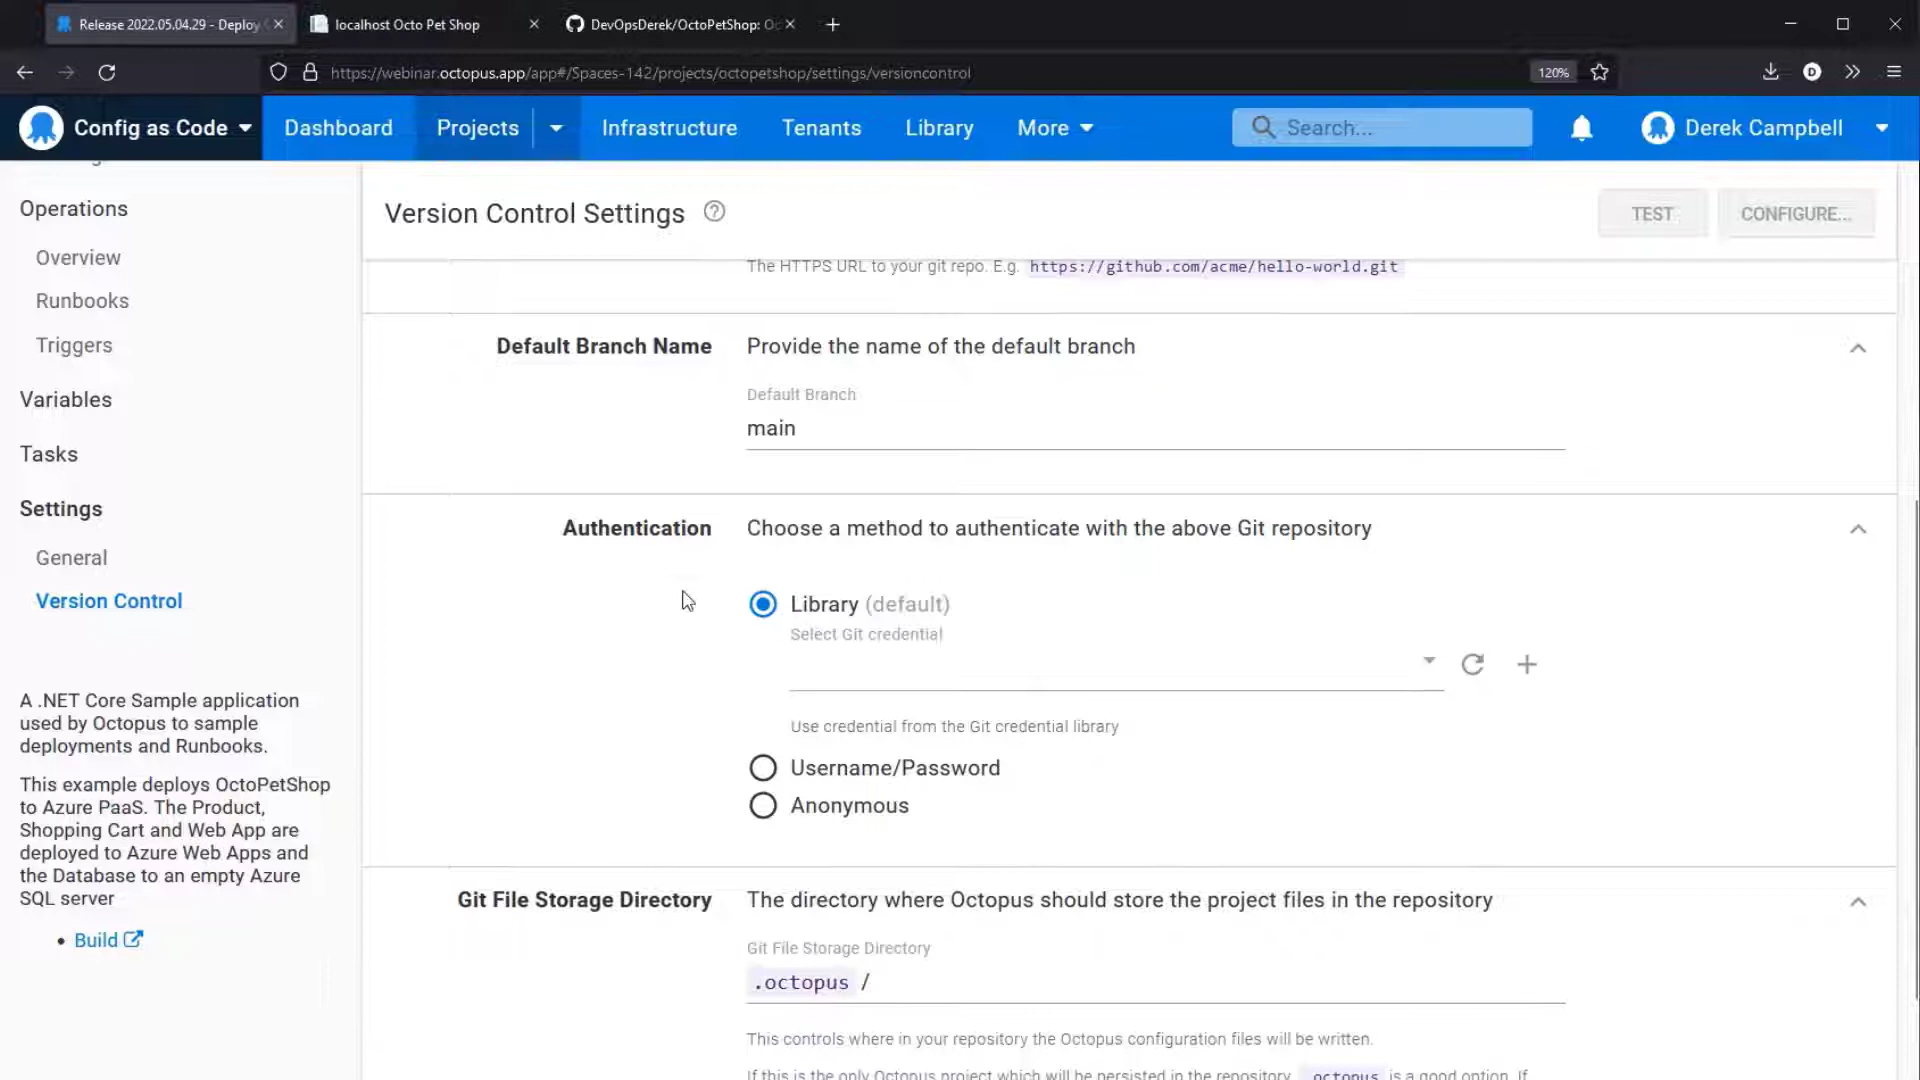 Release 2022.05.04.29 - Deploy
localhost Octo Pet Shop
DevOpsDerek/OctoPetShop: Oc
https://webinar.octopus.app/app#/Spaces-142/projects/octopetshop/settings/versioncontrol
120%
D
Config as Code
Dashboard
Projects
Infrastructure
Tenants
Library
More
Search...
Derek Campbell
Operations
Overview
Runbooks
Triggers
Variables
Tasks
Settings
General
Version Control
A .NET Core Sample application
used by Octopus to sample
deployments and Runbooks.
This example deploys OctoPetShop
to Azure PaaS. The Product,
Shopping Cart and Web App are
deployed to Azure Web Apps and
the Database to an empty Azure
SQL server
• Build
Version Control Settings
TEST
CONFIGURE...
The HTTPS URL to your git repo. E.g. https://github.com/acme/hello-world.git
Default Branch Name
Provide the name of the default branch
Default Branch
main
Authentication
Choose a method to authenticate with the above Git repository
Library (default)
Select Git credential
Use credential from the Git credential library
Username/Password
Anonymous
Git File Storage Directory
The directory where Octopus should store the project files in the repository
Git File Storage Directory
.octopus /
This controls where in your repository the Octopus configuration files will be written.
If this is the only Octopus project which will be persisted in the repository, .octopus is a good option. If